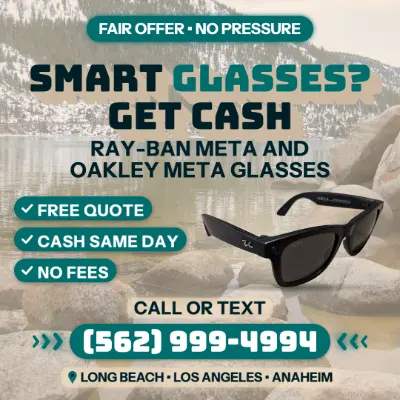 FAIR OFFER • NO PRESSURE
SMART GLASSES?
GET CASH
RAY-BAN META AND
OAKLEY META GLASSES
✓ FREE QUOTE
✓ CASH SAME DAY
✓ NO FEES
Ray-Ban
CALL OR TEXT
››› (562) 999-4994 ‹‹‹
LONG BEACH • LOS ANGELES • ANAHEIM